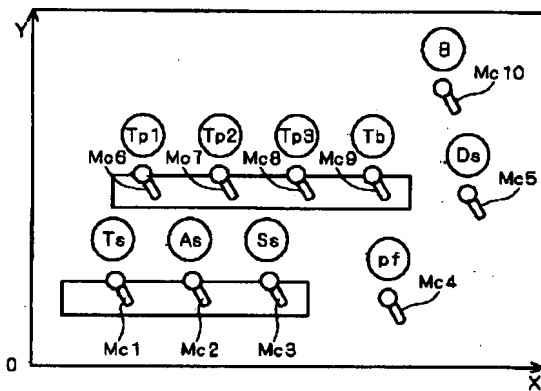 Y
8
Mc10
Tp1 Tp2 Tp3 Tb
Mc6 Mc7 Mc8 Mc9
Ds
Mc5
Ts As Ss
pf
Mc4
Mc1 Mc2 Mc3
0
X